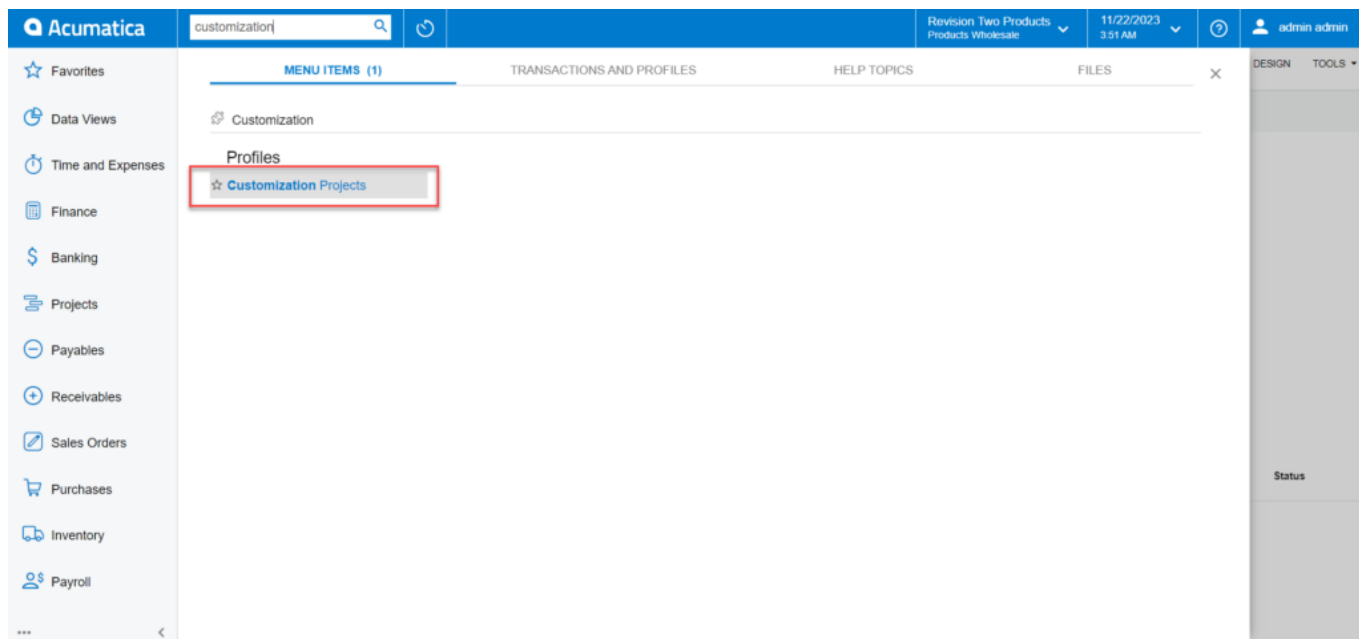 Acumatica
customization
Revision Two Products
Products Wholesale
11/22/2023
3:51 AM
admin admin
Favorites
Data Views
Time and Expenses
Finance
Banking
Projects
Payables
Receivables
Sales Orders
Purchases
Inventory
Payroll
MENU ITEMS (1)
TRANSACTIONS AND PROFILES
HELP TOPICS
FILES
Customization
Profiles
Customization Projects
DESIGN
TOOLS
Status